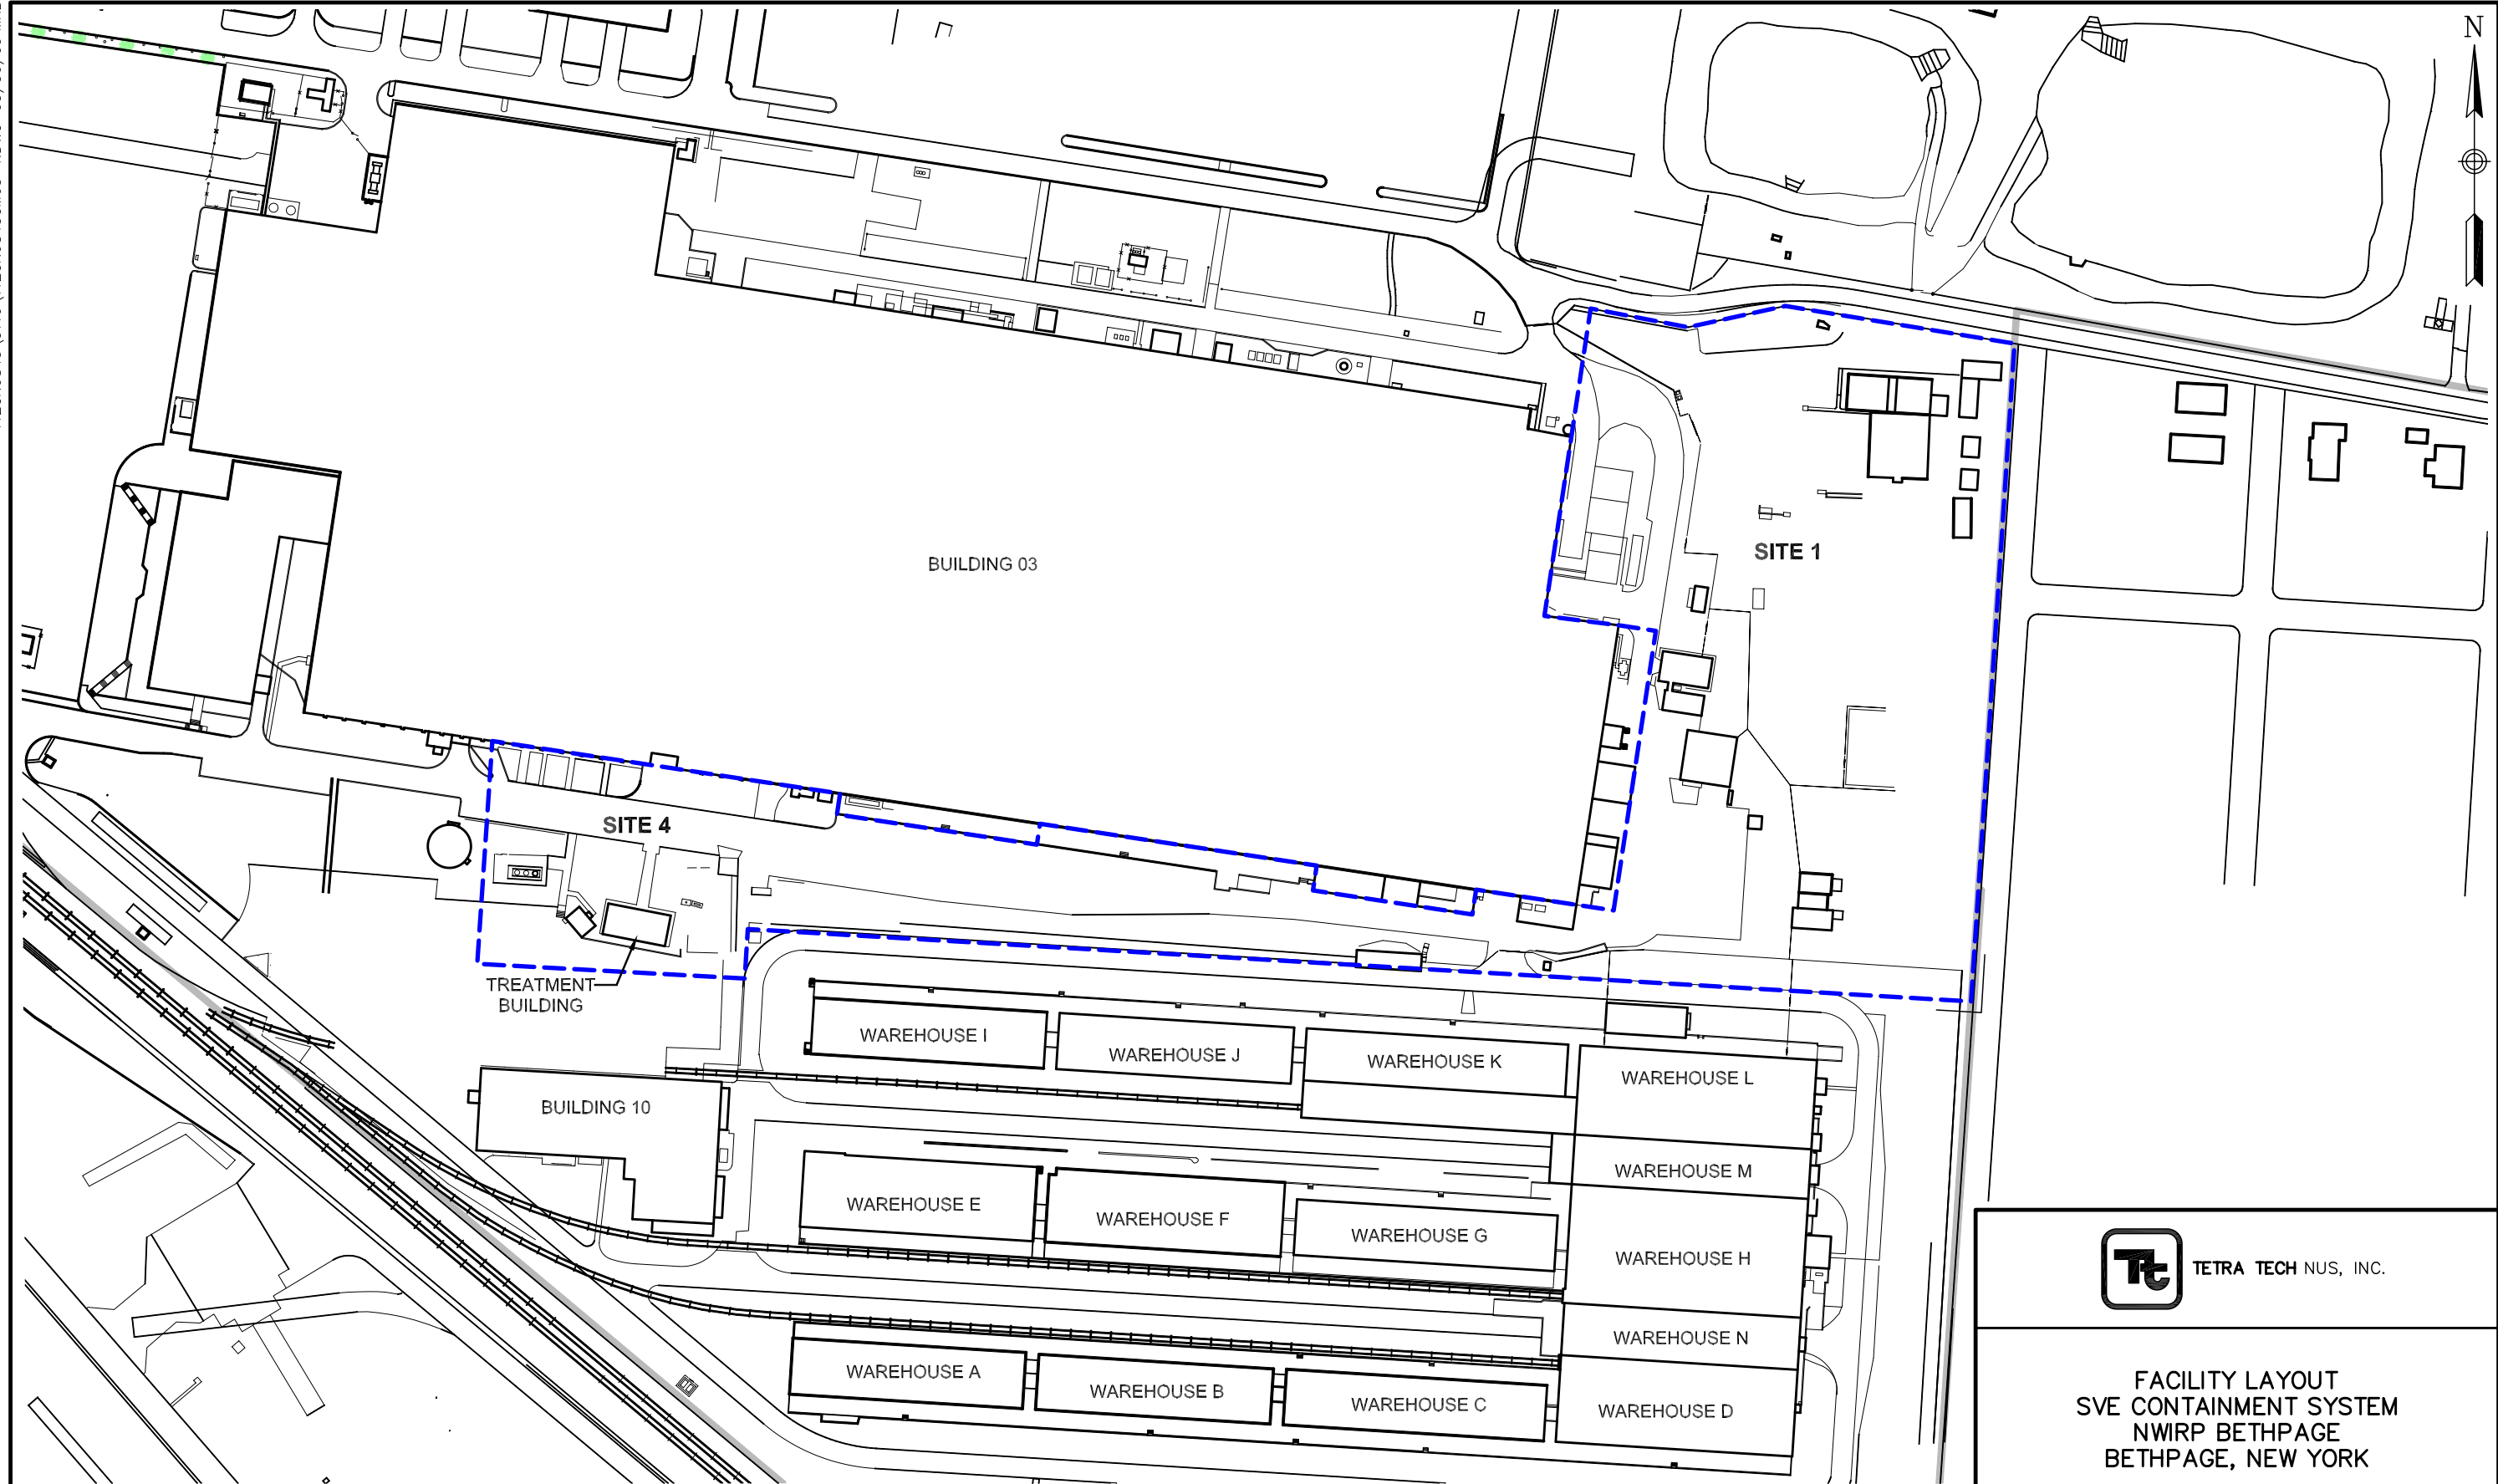 N
BUILDING 03
SITE 1
SITE 4
TREATMENT
BUILDING
WAREHOUSE I
WAREHOUSE J
WAREHOUSE K
WAREHOUSE L
BUILDING 10
WAREHOUSE M
WAREHOUSE E
WAREHOUSE F
WAREHOUSE G
WAREHOUSE H
WAREHOUSE N
WAREHOUSE A
WAREHOUSE B
WAREHOUSE C
WAREHOUSE D
Tt
TETRA TECH NUS, INC.
FACILITY LAYOUT
SVE CONTAINMENT SYSTEM
NWIRP BETHPAGE
BETHPAGE, NEW YORK